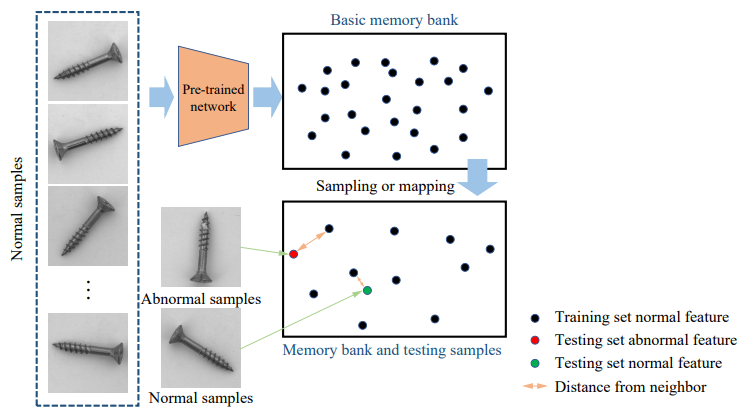 Basic memory bank
Normal samples
Pre-trained
network
Sampling or mapping
Abnormal samples
Normal samples
Memory bank and testing samples
Training set normal feature
Testing set abnormal feature
Testing set normal feature
Distance from neighbor